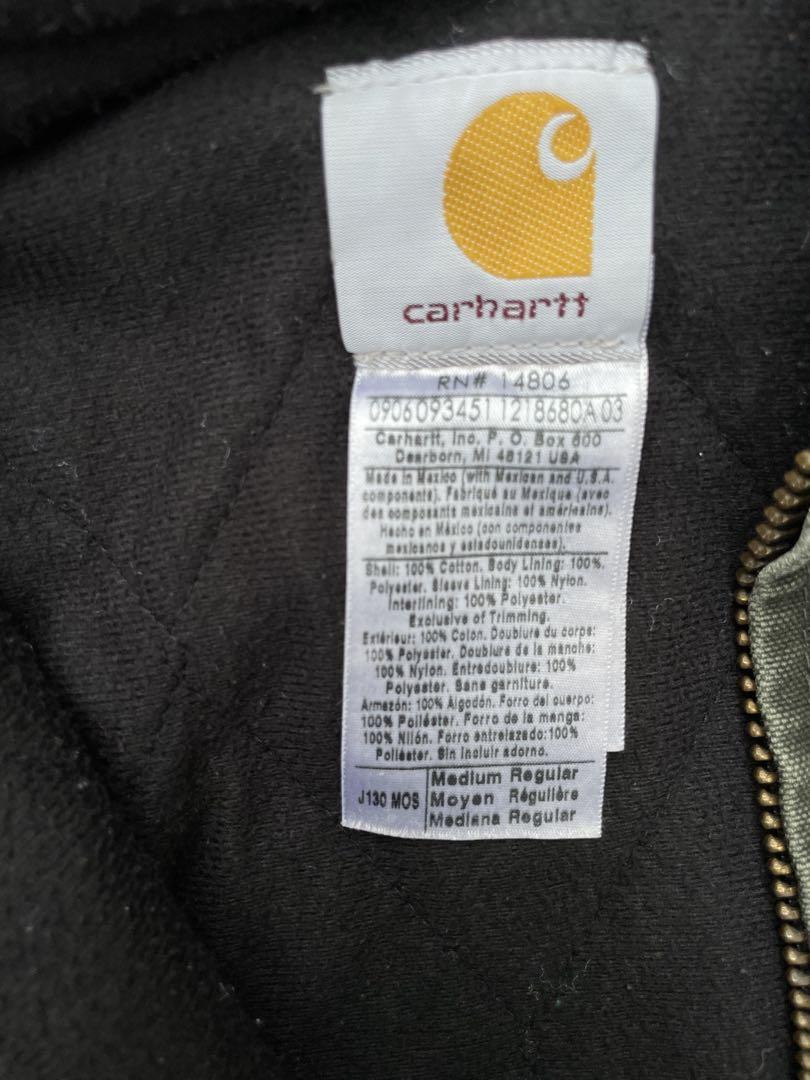 carhartt
RN# 14806
0906093451 1218680A 03
Carhartt, Inc. P. O. Box 600
Dearborn, MI 48121 USA
Made in Mexico (with Mexican and U.S.A.
components). Fabriqué au Mexique (avec
des composants mexicains et américains).
Hecho en México (con componentes
mexicanos y estadounidenses).
Shell: 100% Cotton. Body Lining: 100%.
Polyester. Sleeve Lining: 100% Nylon.
Interlining: 100% Polyester.
Exclusive of Trimming.
Extérieur: 100% Coton. Doublure du corps:
100% Polyester. Doublure de la manche:
100% Nylon. Entredoublure: 100%
Polyester. Sans garniture.
Armazón: 100% Algodón. Forro del cuerpo:
100% Poliéster. Forro de la manga:
100% Nilón. Forro entrelazado:100%
Poliéster. Sin incluir adorno.
J130 MOS
Medium Regular
Moyen Régulière
Mediana Regular